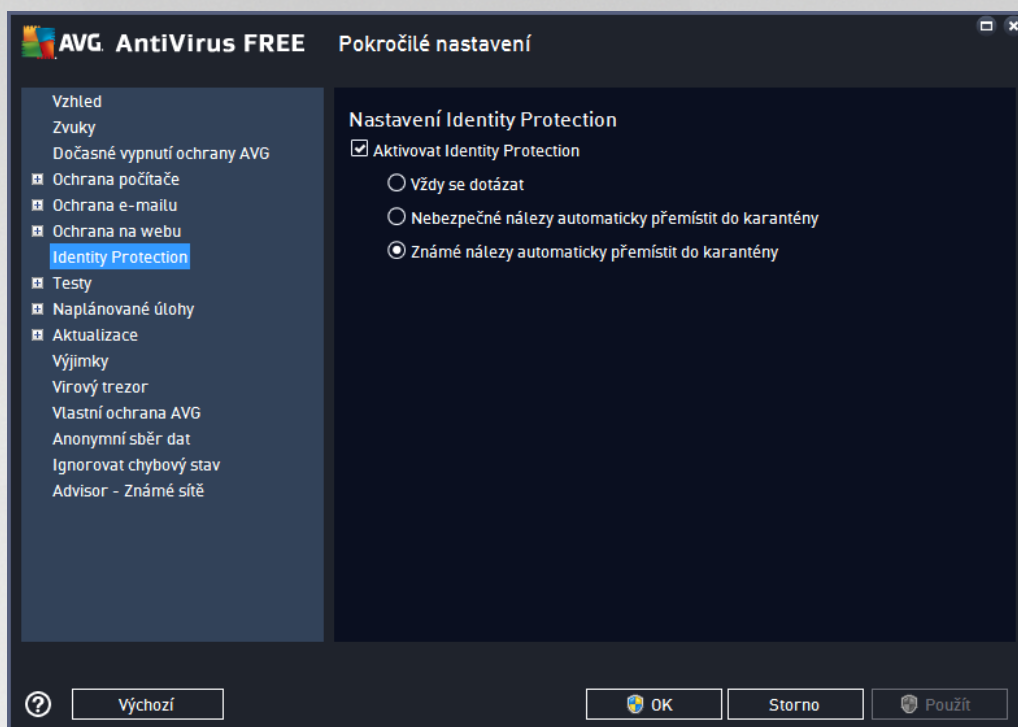 AVG. AntiVirus FREE Pokročilé nastavení
Vzhled
Zvuky
Dočasné vypnutí ochrany AVG
Ochrana počítače
Ochrana e-mailu
Ochrana na webu
Identity Protection
Testy
Naplánované úlohy
Aktualizace
Výjimky
Virový trezor
Vlastní ochrana AVG
Anonymní sběr dat
Ignorovat chybový stav
Advisor - Známé sítě
Nastavení Identity Protection
Aktivovat Identity Protection
Vždy se dotázat
Nebezpečné nálezy automaticky přemístit do karantény
Známé nálezy automaticky přemístit do karantény
? Výchozí OK Storno Použít